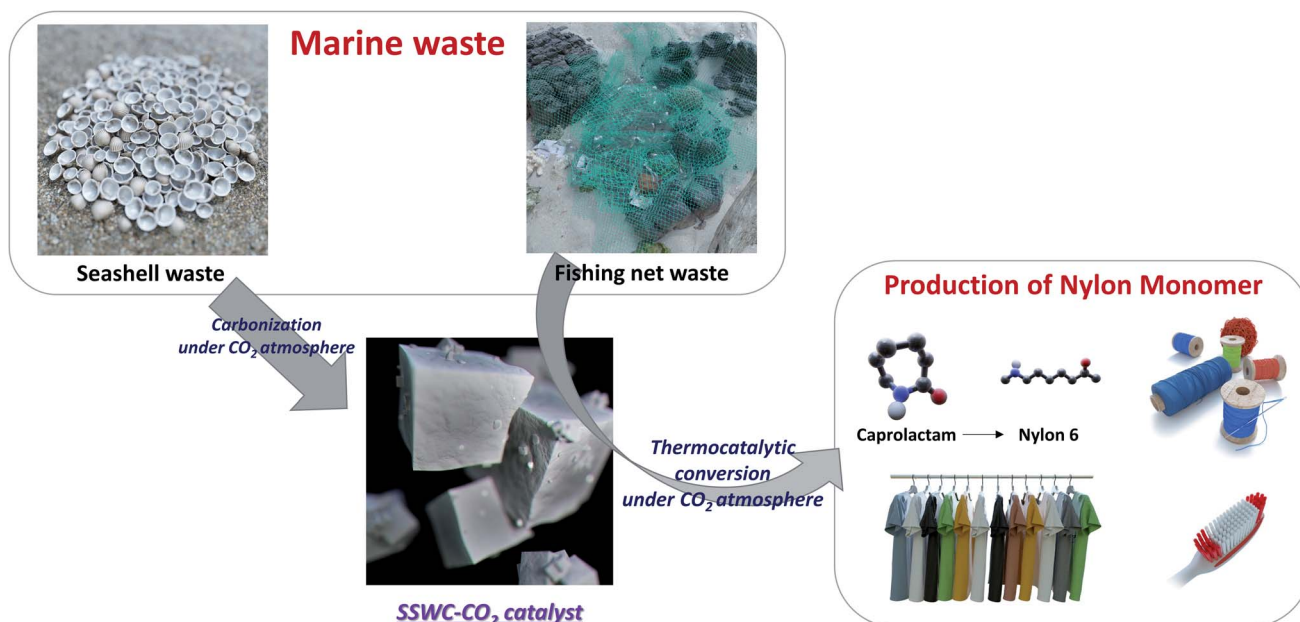 Marine waste
Seashell waste
Fishing net waste
Carbonization
under CO₂ atmosphere
SSWC-CO₂ catalyst
Thermocatalytic
conversion
under CO₂ atmosphere
Production of Nylon Monomer
Caprolactam → Nylon 6